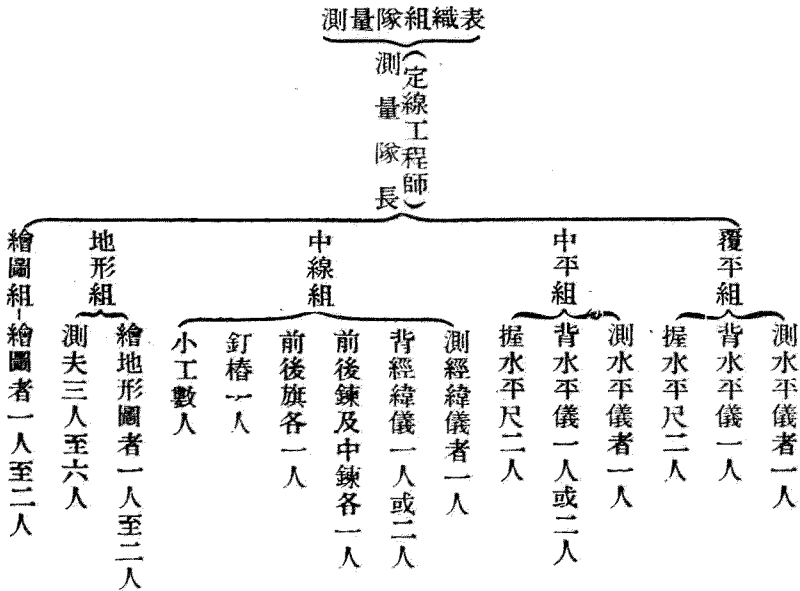 測量隊組織表
(定線工程師)
測量隊長
覆平組
測水平儀者一人
背水平儀一人
握水平尺二人
中平組
測水平儀者一人
背水平儀一人或二人
握水平尺二人
中線組
測經緯儀者一人
背經緯儀一人或二人
前後鍊及中鍊各一人
前後旗各一人
釘樁一人
小工數人
地形組
繪地形圖者一人至二人
測夫三人至六人
繪圖組-繪圖者一人至二人